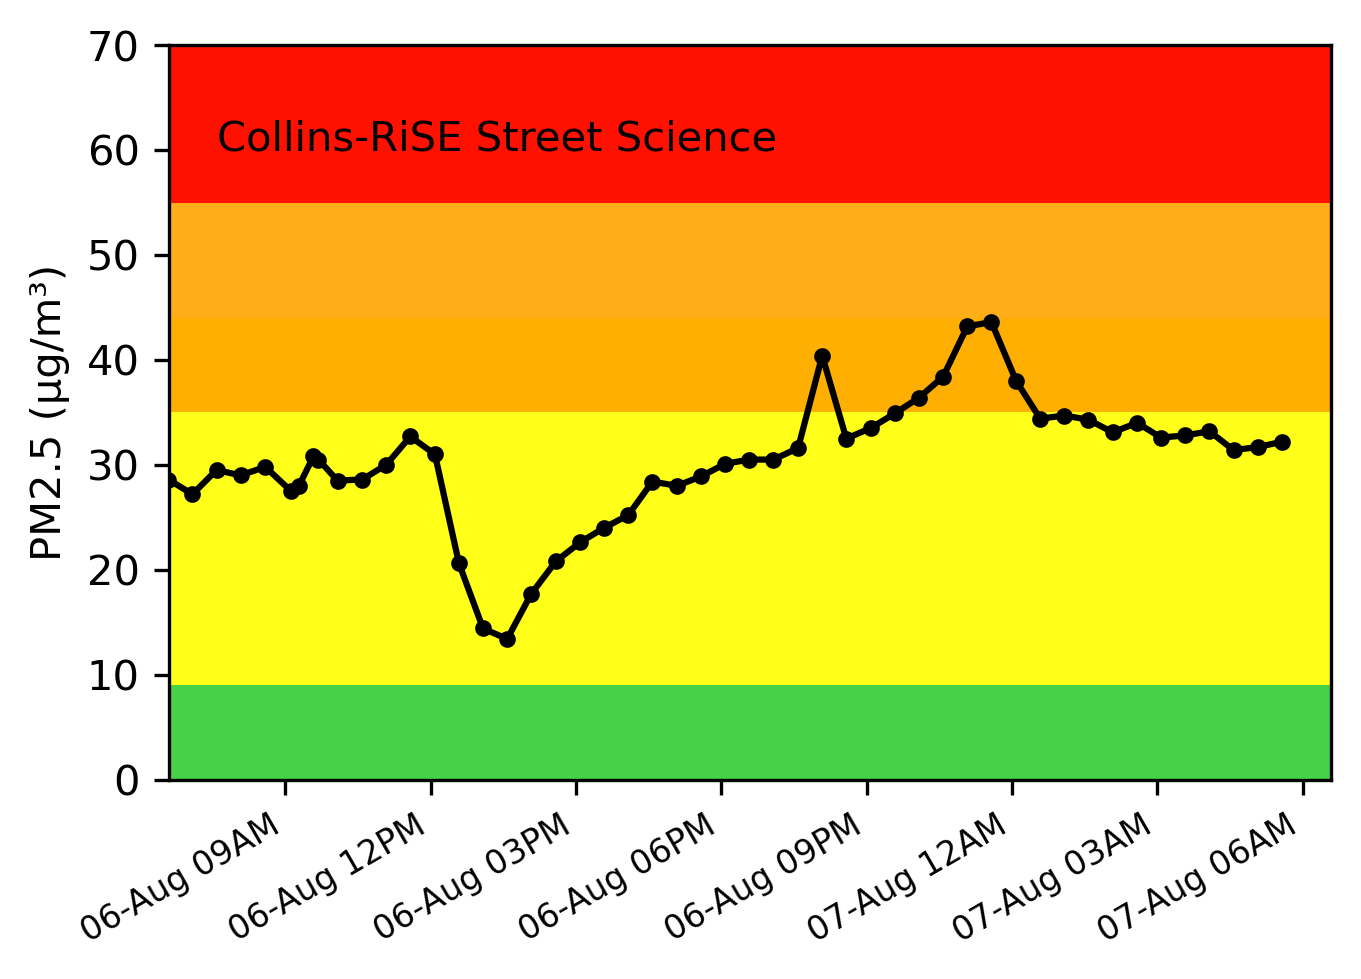 70
Collins-RiSE Street Science
60
50
40
30
20
10
0
PM2.5 (μg/m³)
06-Aug 09AM
06-Aug 12PM
06-Aug 03PM
06-Aug 06PM
06-Aug 09PM
07-Aug 12AM
07-Aug 03AM
07-Aug 06AM